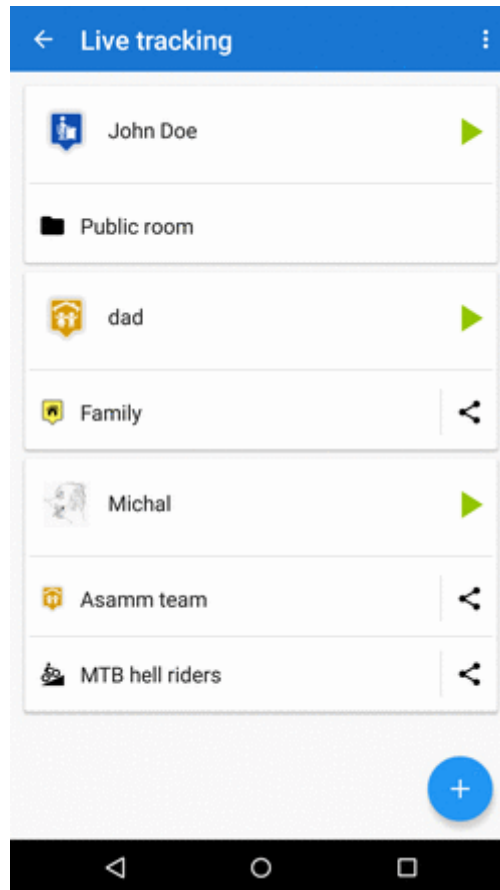 Live tracking
John Doe
Public room
dad
Family
Michal
Asamm team
MTB hell riders